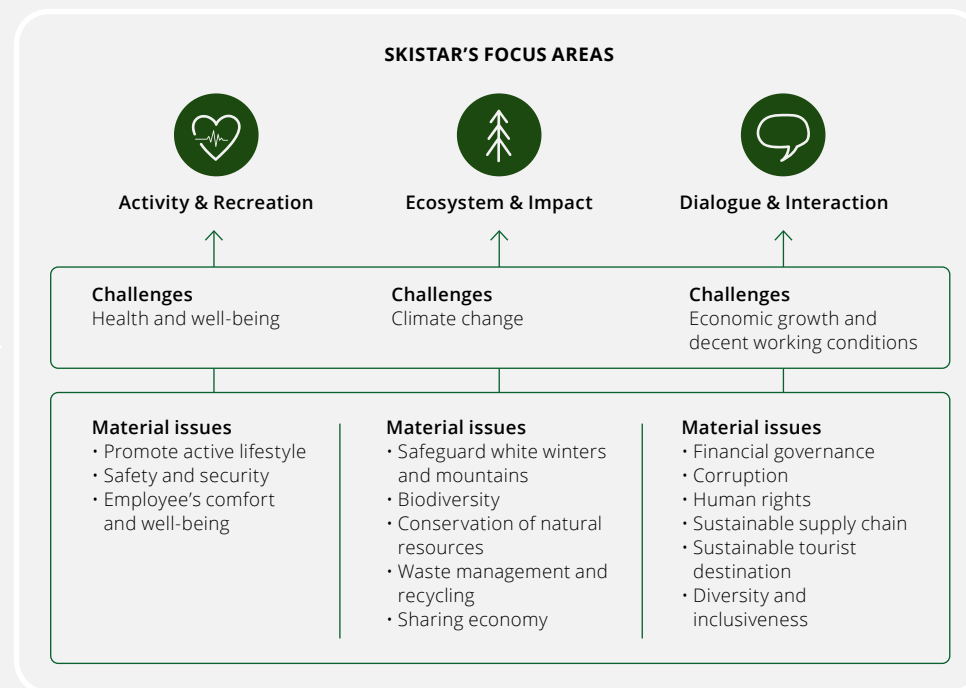 SKISTAR'S FOCUS AREAS
Activity & Recreation
Ecosystem & Impact
Dialogue & Interaction
Challenges
Health and well-being
Challenges
Climate change
Challenges
Economic growth and
decent working conditions
Material issues
· Promote active lifestyle
· Safety and security
· Employee's comfort
and well-being
Material issues
· Safeguard white winters
and mountains
· Biodiversity
· Conservation of natural
resources
· Waste management and
recycling
· Sharing economy
Material issues
· Financial governance
· Corruption
· Human rights
· Sustainable supply chain
· Sustainable tourist
destination
· Diversity and
inclusiveness